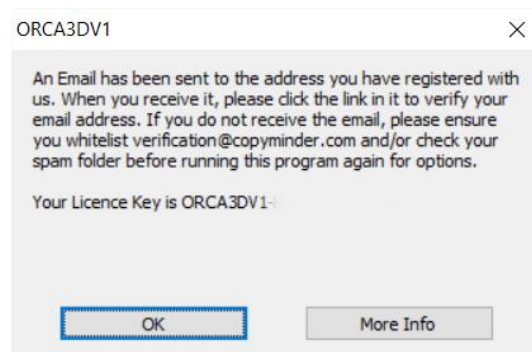 ORCA3DV1
An Email has been sent to the address you have registered with
us. When you receive it, please click the link in it to verify your
email address. If you do not receive the email, please ensure
you whitelist verification@copyminder.com and/or check your
spam folder before running this program again for options.
Your Licence Key is ORCA3DV1-
OK
More Info